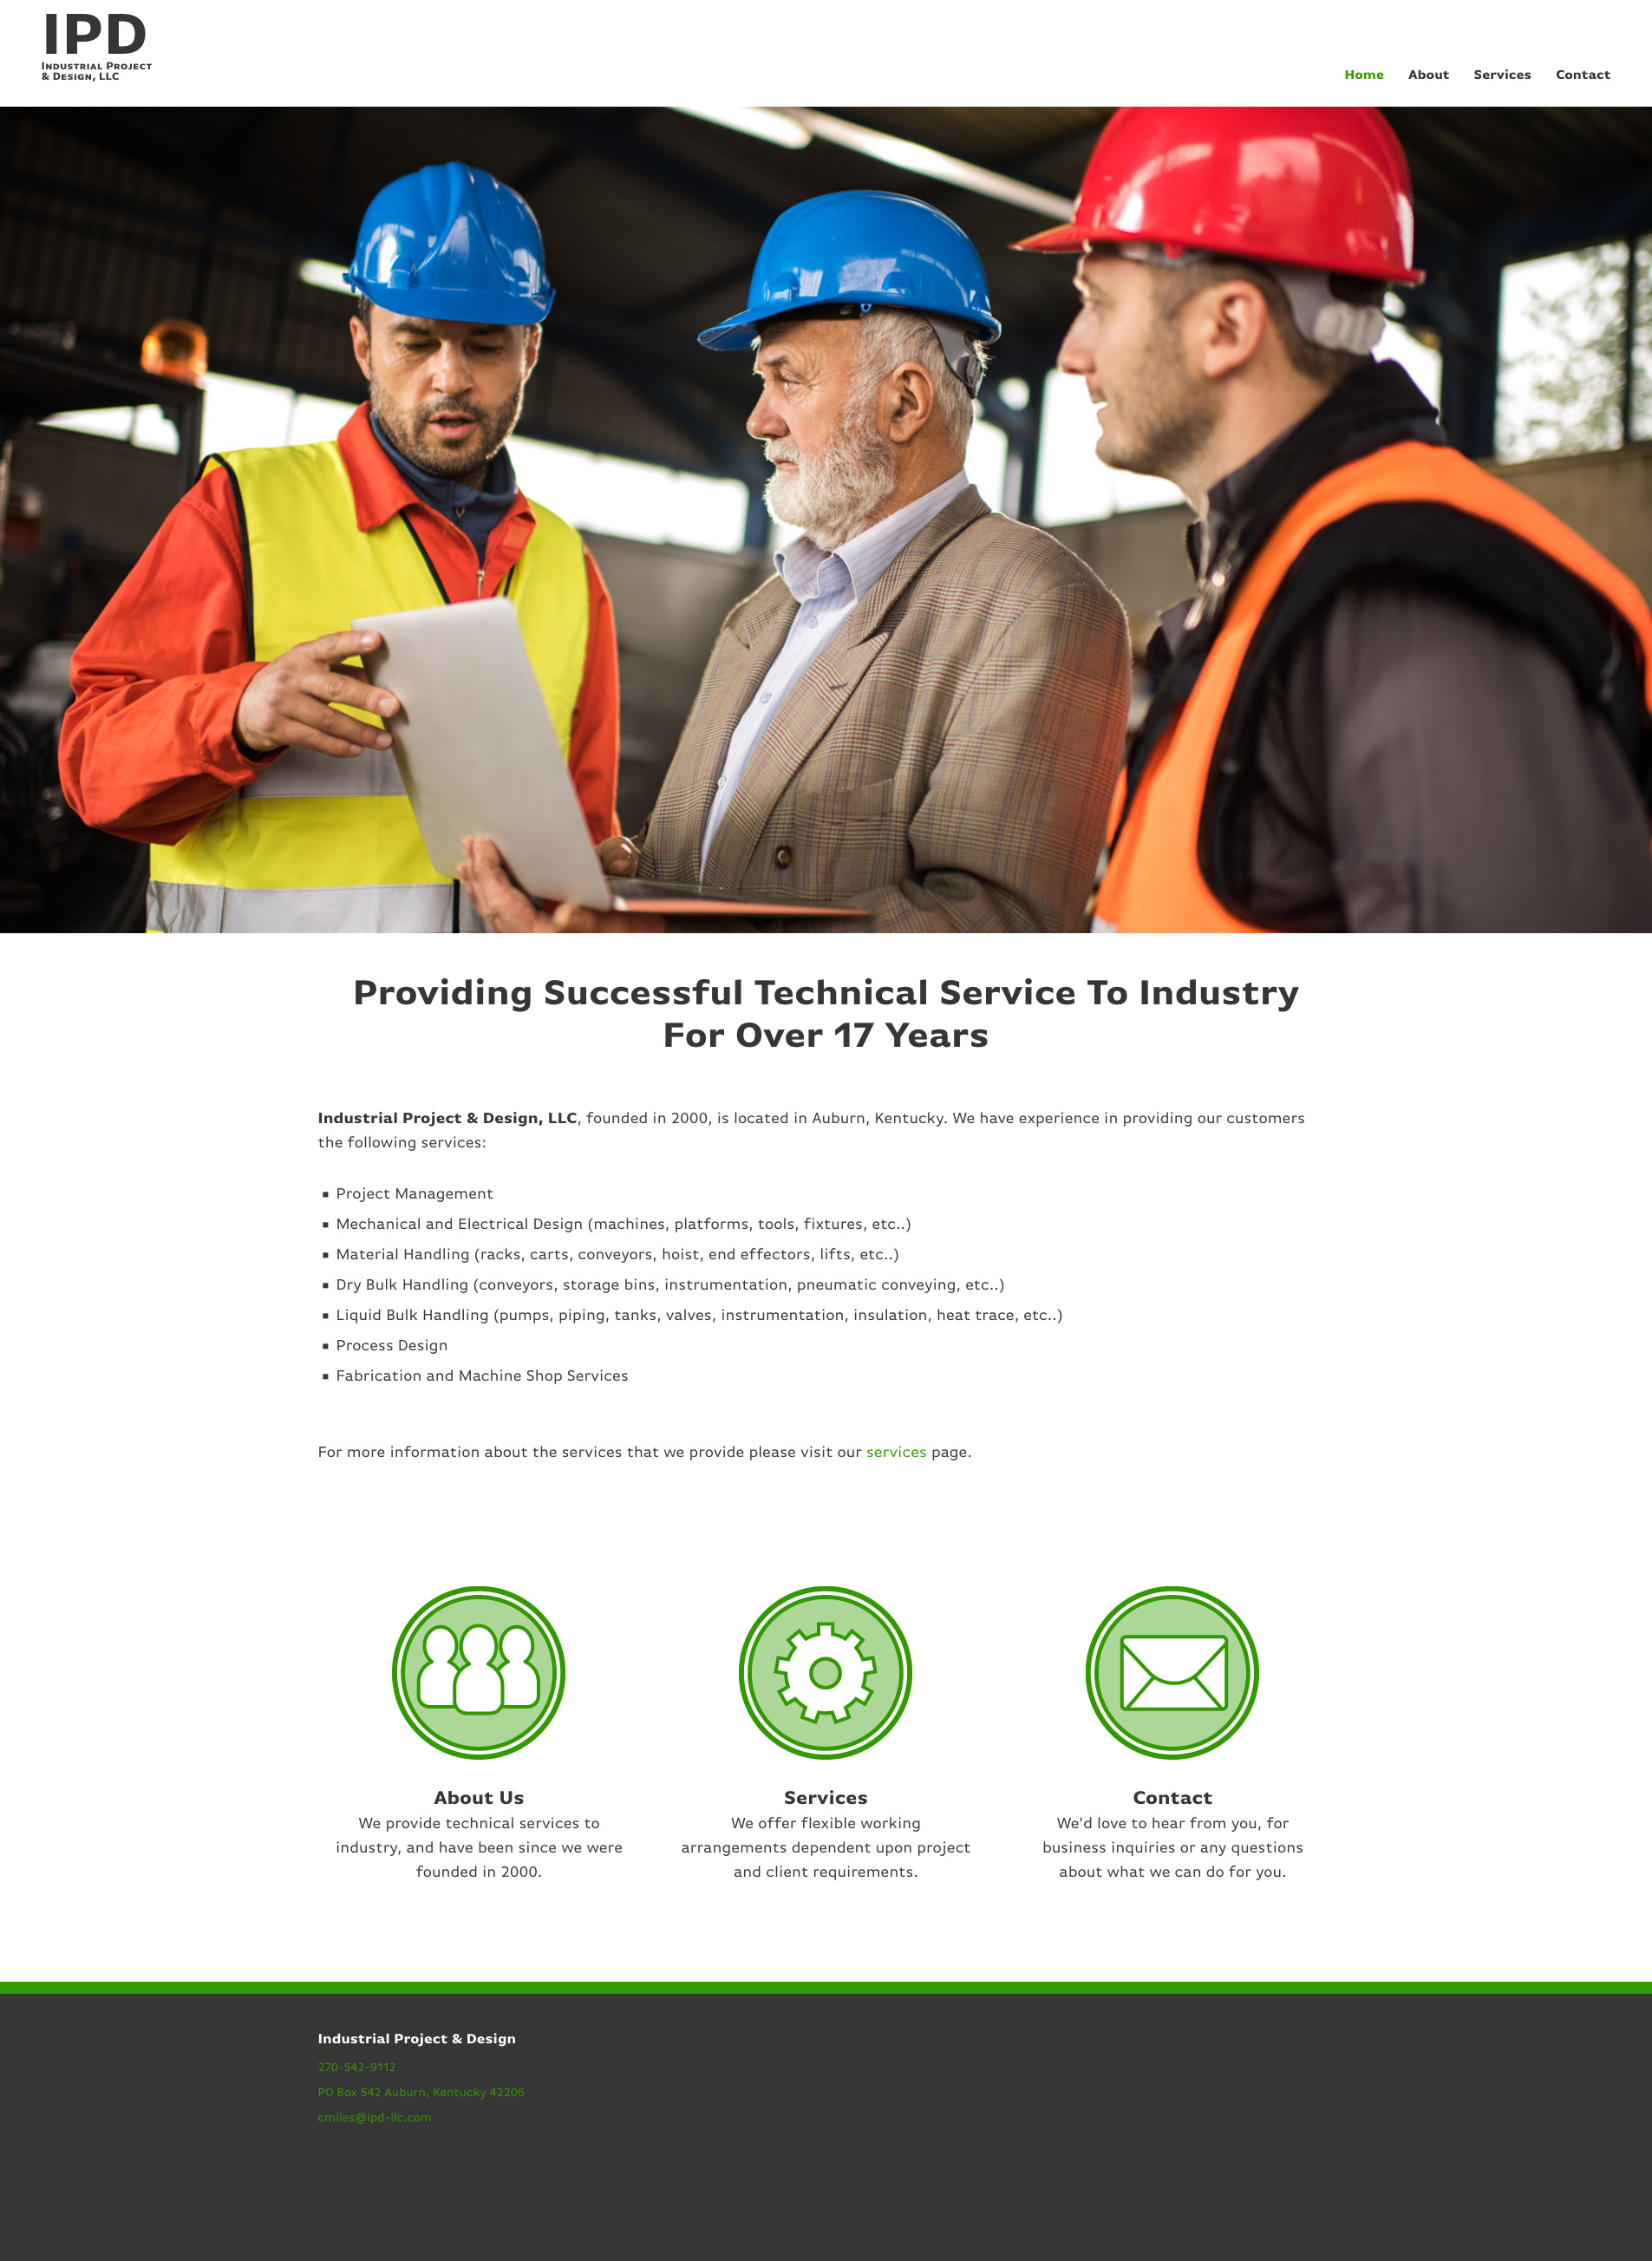 IPD
Industrial Project
& Design, LLC
Home About Services Contact
Providing Successful Technical Service To Industry
For Over 17 Years
Industrial Project & Design, LLC, founded in 2000, is located in Auburn, Kentucky. We have experience in providing our customers
the following services:
▪ Project Management
▪ Mechanical and Electrical Design (machines, platforms, tools, fixtures, etc..)
▪ Material Handling (racks, carts, conveyors, hoist, end effectors, lifts, etc..)
▪ Dry Bulk Handling (conveyors, storage bins, instrumentation, pneumatic conveying, etc..)
▪ Liquid Bulk Handling (pumps, piping, tanks, valves, instrumentation, insulation, heat trace, etc..)
▪ Process Design
▪ Fabrication and Machine Shop Services
For more information about the services that we provide please visit our services page.
About Us
We provide technical services to
industry, and have been since we were
founded in 2000.
Services
We offer flexible working
arrangements dependent upon project
and client requirements.
Contact
We'd love to hear from you, for
business inquiries or any questions
about what we can do for you.
Industrial Project & Design
270-542-9112
PO Box 542 Auburn, Kentucky 42206
cmiles@ipd-llc.com